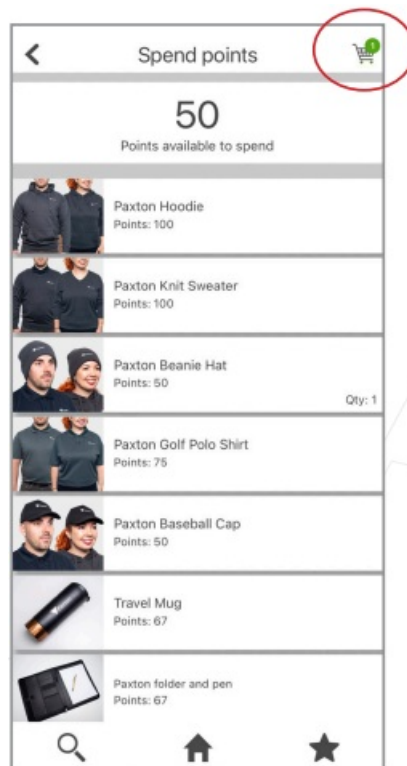 Spend points
1
50
Points available to spend
Paxton Hoodie
Points: 100
Paxton Knit Sweater
Points: 100
Paxton Beanie Hat
Points: 50
Qty: 1
Paxton Golf Polo Shirt
Points: 75
Paxton Baseball Cap
Points: 50
Travel Mug
Points: 67
Paxton folder and pen
Points: 67